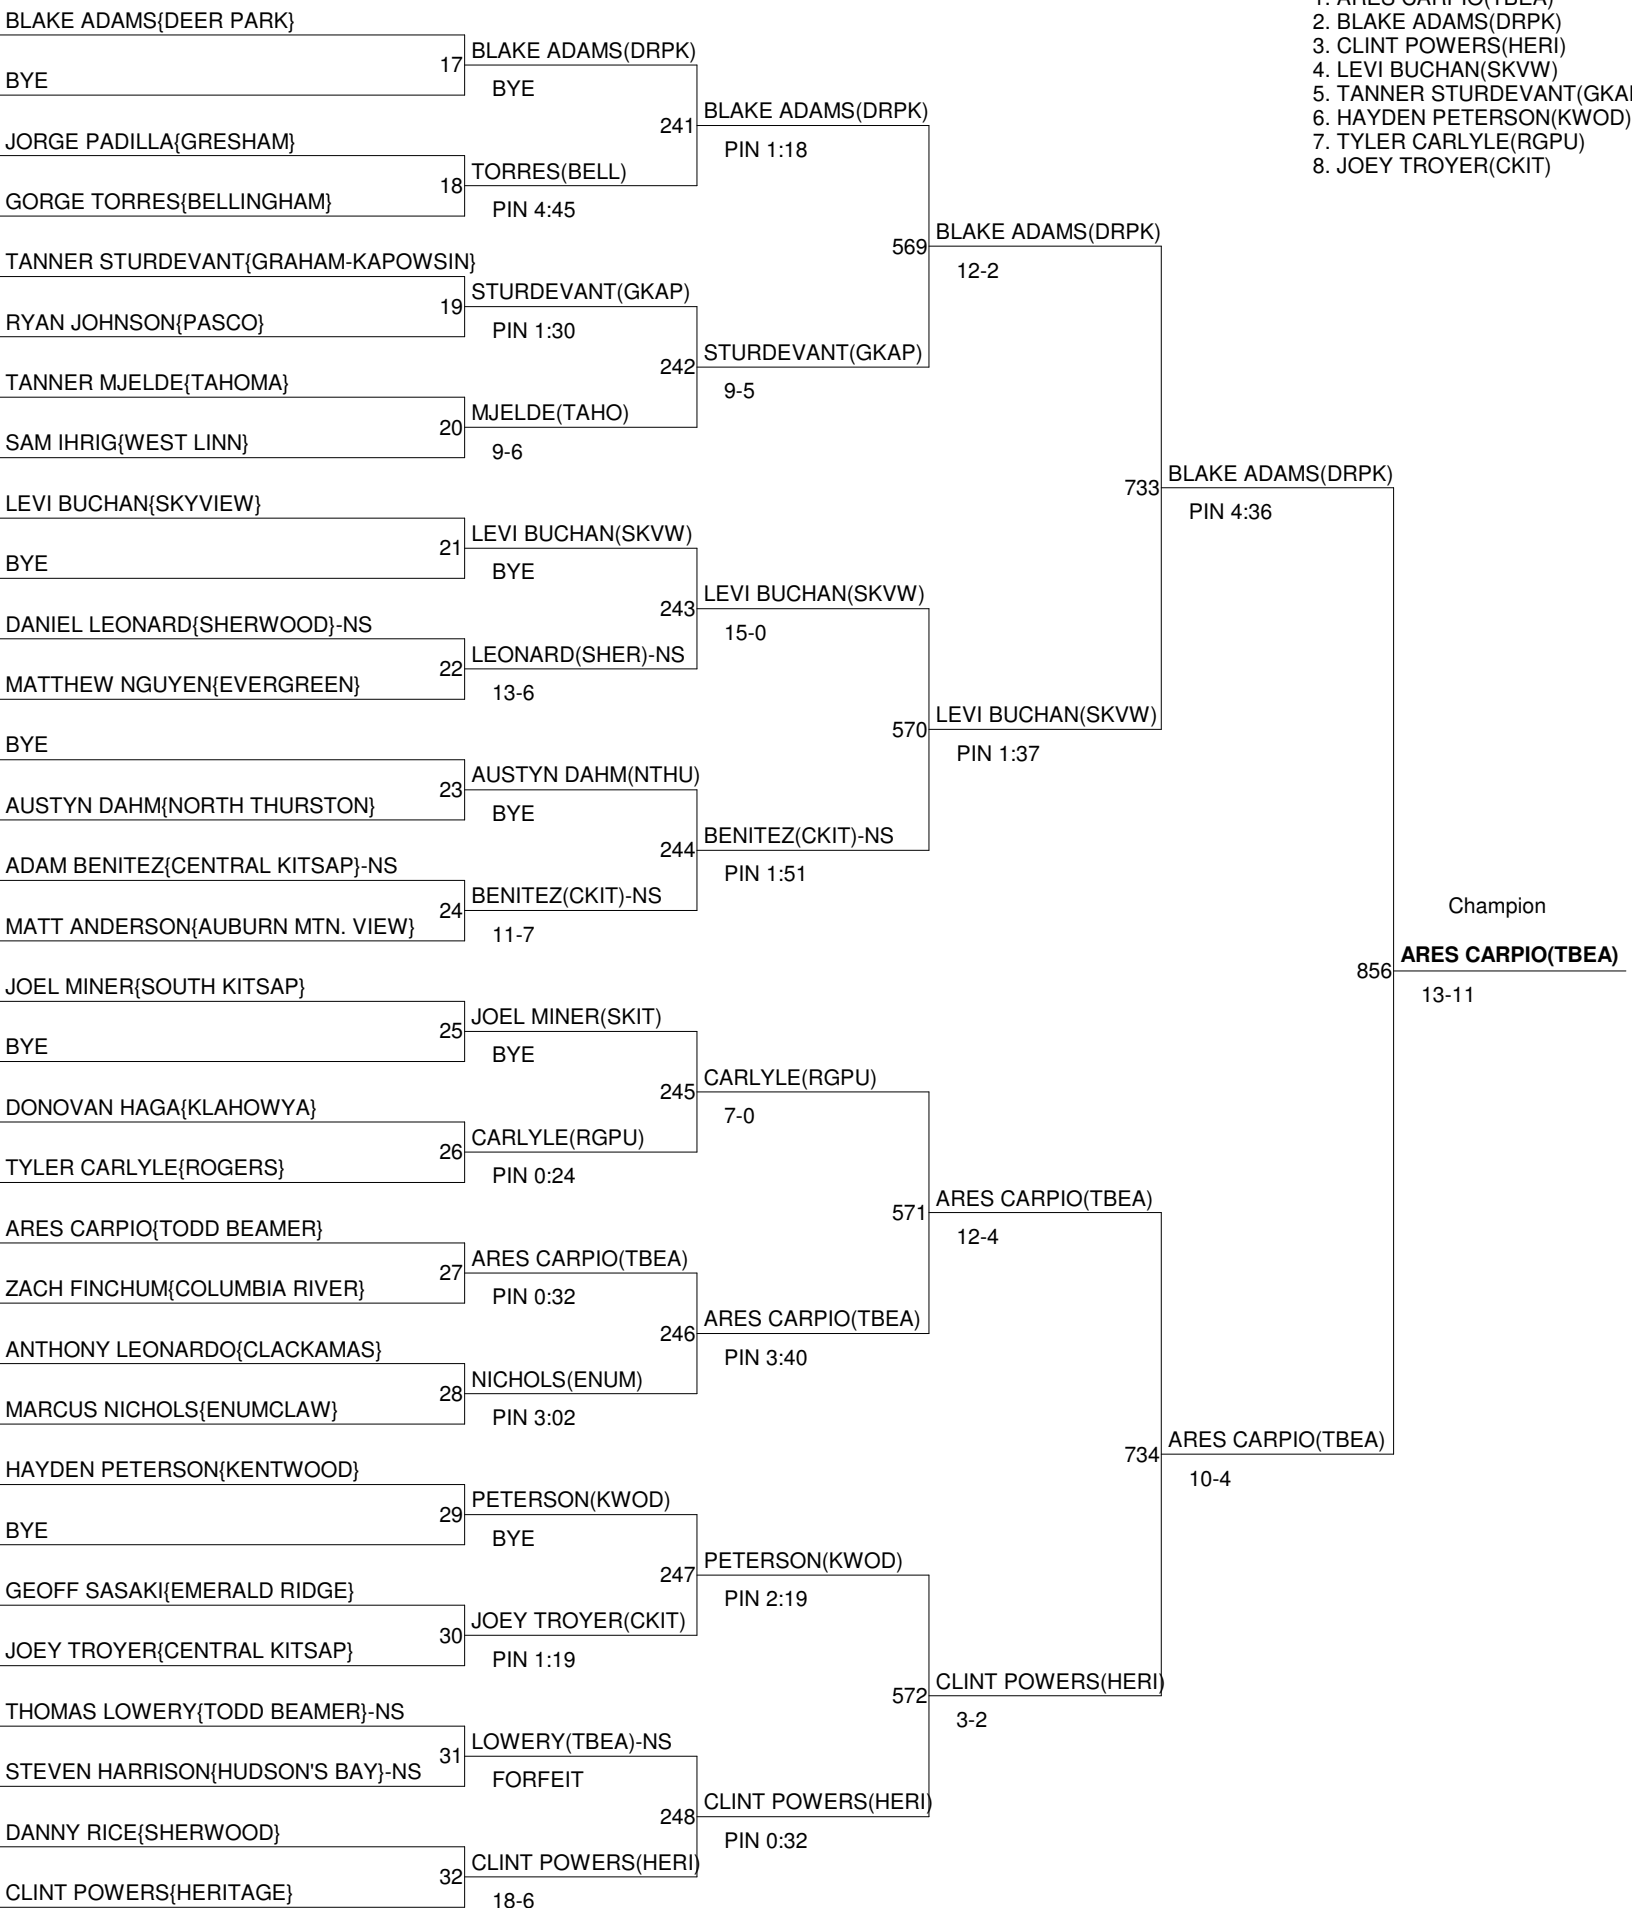 1. ARES CARPIO(TBEA)
2. BLAKE ADAMS(DRPK)
3. CLINT POWERS(HERI)
4. LEVI BUCHAN(SKVW)
5. TANNER STURDEVANT(GKAP
6. HAYDEN PETERSON(KWOD)
7. TYLER CARLYLE(RGPU)
8. JOEY TROYER(CKIT)
BLAKE ADAMS{DEER PARK}
BYE
JORGE PADILLA{GRESHAM}
GORGE TORRES{BELLINGHAM}
TANNER STURDEVANT{GRAHAM-KAPOWSIN}
RYAN JOHNSON{PASCO}
TANNER MJELDE{TAHOMA}
SAM IHRIG{WEST LINN}
LEVI BUCHAN{SKYVIEW}
BYE
DANIEL LEONARD{SHERWOOD}-NS
MATTHEW NGUYEN{EVERGREEN}
BYE
AUSTYN DAHM{NORTH THURSTON}
ADAM BENITEZ{CENTRAL KITSAP}-NS
MATT ANDERSON{AUBURN MTN. VIEW}
JOEL MINER{SOUTH KITSAP}
BYE
DONOVAN HAGA{KLAHOWYA}
TYLER CARLYLE{ROGERS}
ARES CARPIO{TODD BEAMER}
ZACH FINCHUM{COLUMBIA RIVER}
ANTHONY LEONARDO{CLACKAMAS}
MARCUS NICHOLS{ENUMCLAW}
HAYDEN PETERSON{KENTWOOD}
BYE
GEOFF SASAKI{EMERALD RIDGE}
JOEY TROYER{CENTRAL KITSAP}
THOMAS LOWERY{TODD BEAMER}-NS
STEVEN HARRISON{HUDSON'S BAY}-NS
DANNY RICE{SHERWOOD}
CLINT POWERS{HERITAGE}
17 BLAKE ADAMS(DRPK)
BYE
18 TORRES(BELL)
PIN 4:45
19 STURDEVANT(GKAP)
PIN 1:30
20 MJELDE(TAHO)
9-6
21 LEVI BUCHAN(SKVW)
BYE
22 LEONARD(SHER)-NS
13-6
23 AUSTYN DAHM(NTHU)
BYE
24 BENITEZ(CKIT)-NS
11-7
25 JOEL MINER(SKIT)
BYE
26 CARLYLE(RGPU)
PIN 0:24
27 ARES CARPIO(TBEA)
PIN 0:32
28 NICHOLS(ENUM)
PIN 3:02
29 PETERSON(KWOD)
BYE
30 JOEY TROYER(CKIT)
PIN 1:19
31 LOWERY(TBEA)-NS
FORFEIT
32 CLINT POWERS(HERI)
18-6
241 BLAKE ADAMS(DRPK)
PIN 1:18
242 STURDEVANT(GKAP)
9-5
243 LEVI BUCHAN(SKVW)
15-0
244 BENITEZ(CKIT)-NS
PIN 1:51
245 CARLYLE(RGPU)
7-0
246 ARES CARPIO(TBEA)
PIN 3:40
247 PETERSON(KWOD)
PIN 2:19
248 CLINT POWERS(HERI)
PIN 0:32
569 BLAKE ADAMS(DRPK)
12-2
570 LEVI BUCHAN(SKVW)
PIN 1:37
571 ARES CARPIO(TBEA)
12-4
572 CLINT POWERS(HERI)
3-2
733 BLAKE ADAMS(DRPK)
PIN 4:36
734 ARES CARPIO(TBEA)
10-4
Champion
856 ARES CARPIO(TBEA)
13-11